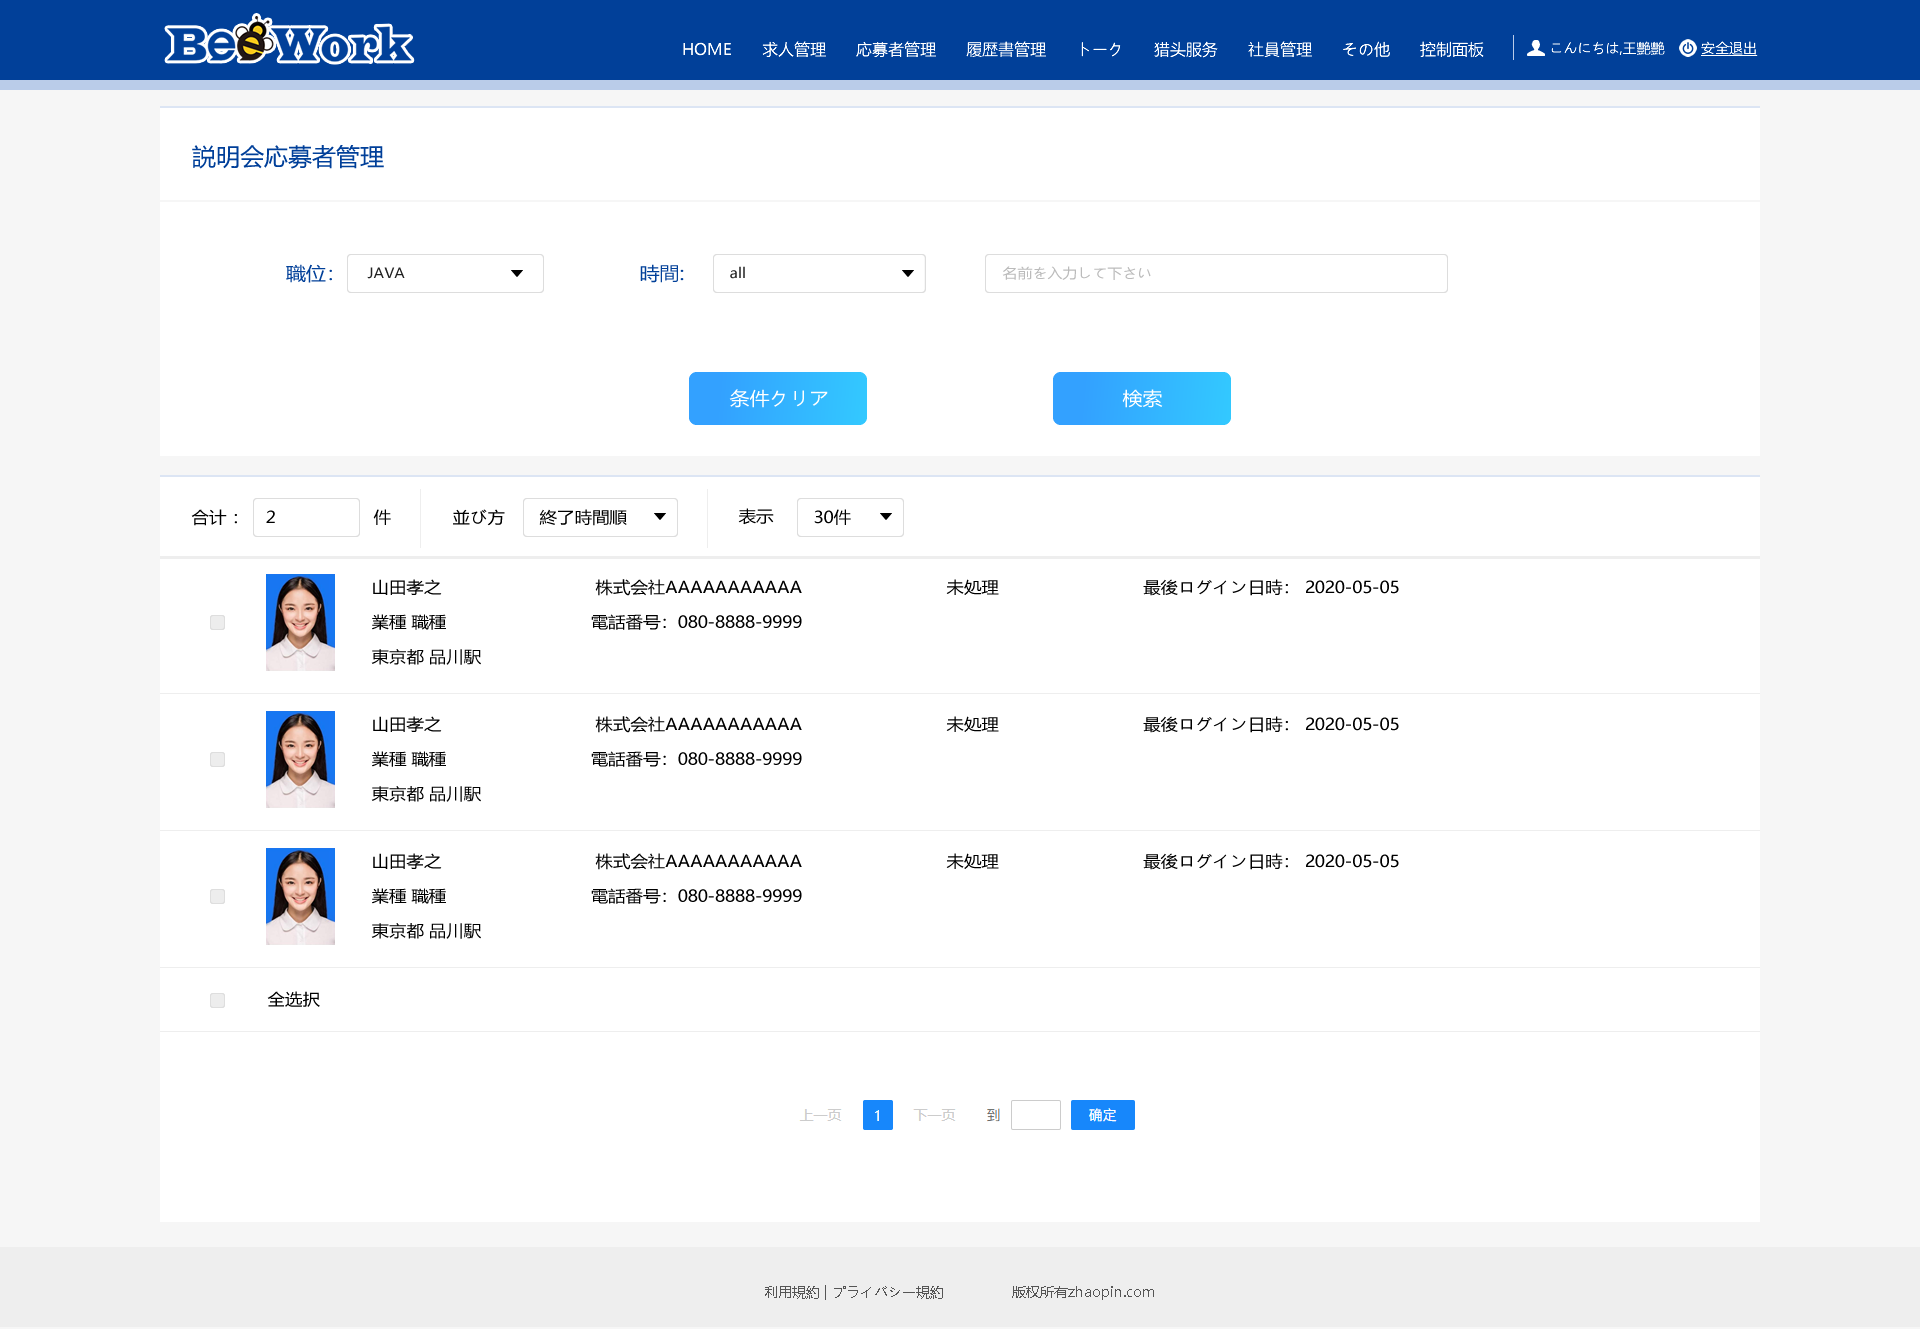 BeeWork
HOME 求人管理 応募者管理 履歴書管理 トーク 猎头服务 社員管理 その他 控制面板 こんにちは,王艶艶 安全退出
説明会応募者管理
職位: JAVA 時間: all 名前を入力して下さい
条件クリア 検索
合计： 2 件 並び方 終了時間順 表示 30件
山田孝之 株式会社AAAAAAAAAAA 未処理 最後ログイン日時： 2020-05-05
業種 職種 電話番号：080-8888-9999
東京都 品川駅
山田孝之 株式会社AAAAAAAAAAA 未処理 最後ログイン日時： 2020-05-05
業種 職種 電話番号：080-8888-9999
東京都 品川駅
山田孝之 株式会社AAAAAAAAAAA 未処理 最後ログイン日時： 2020-05-05
業種 職種 電話番号：080-8888-9999
東京都 品川駅
全选択
上一页 1 下一页 到 确定
利用規約 | プライバシー規約 版权所有zhaopin.com